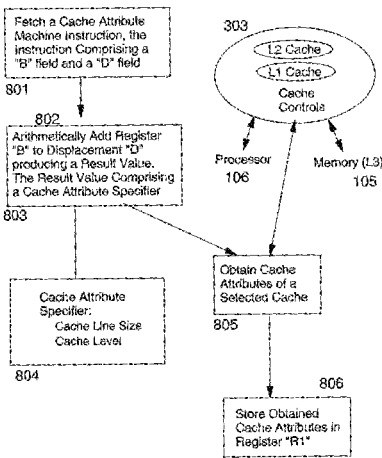 Fetch a Cache Attribute
Machine Instruction, the
Instruction Comprising a
"B" field and a "D" field
801
802
Arithmetically Add Register
"B" to Displacement "D"
producing a Result Value.
The Result Value Comprising
a Cache Attribute Specifier
803
Cache Attribute
Specifier:
Cache Line Size
Cache Level
804
303
L2 Cache
L1 Cache
Cache
Controls
Processor
106
Memory (L3)
105
Obtain Cache
Attributes of a
Selected Cache
805
806
Store Obtained
Cache Attributes in
Register "R1"